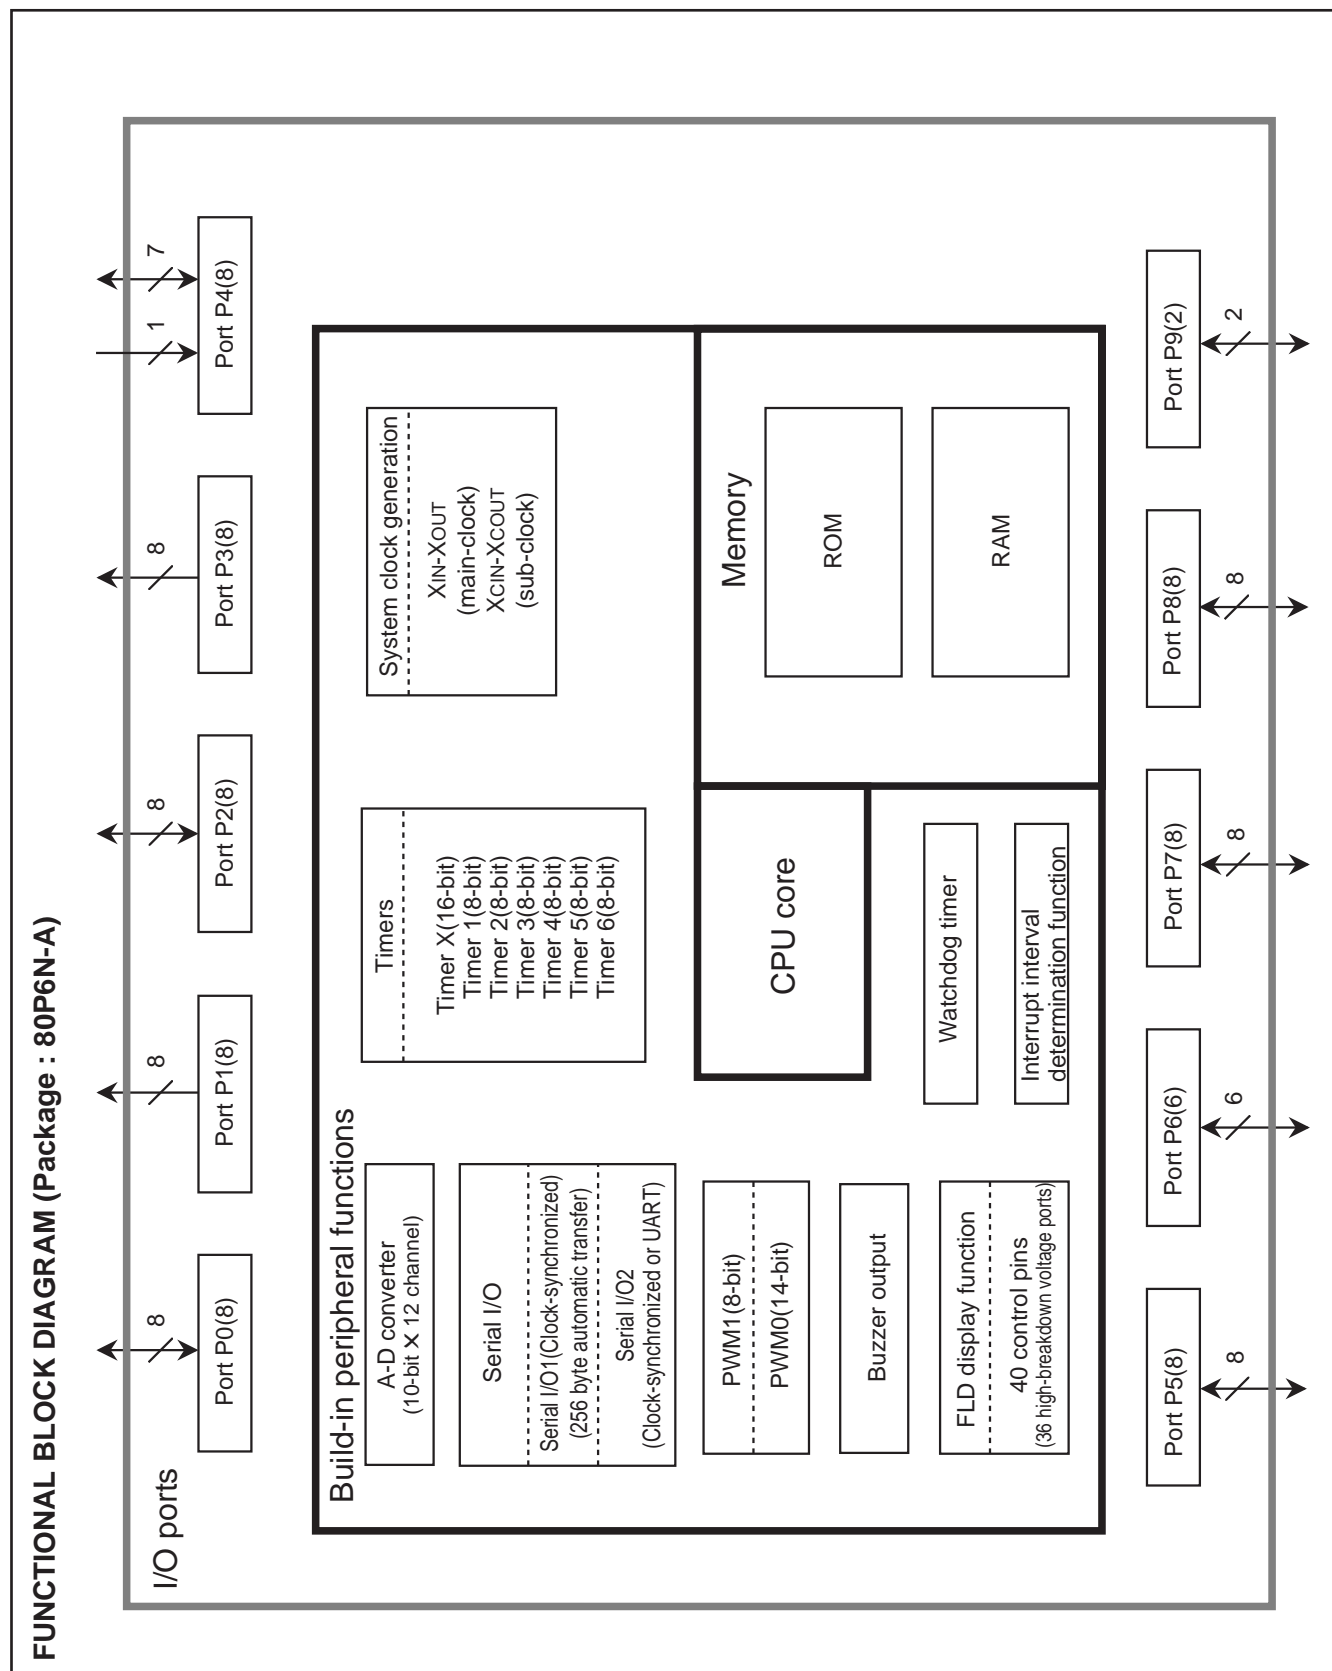 FUNCTIONAL BLOCK DIAGRAM (Package : 80P6N-A)
I/O ports
8
8
8
8
1
7
Port P0(8)
Port P1(8)
Port P2(8)
Port P3(8)
Port P4(8)
Build-in peripheral functions
A-D converter
(10-bit X 12 channel)
Serial I/O
Serial I/O1(Clock-synchronized)
(256 byte automatic transfer)
Serial I/O2
(Clock-synchronized or UART)
PWM1(8-bit)
PWM0(14-bit)
Buzzer output
FLD display function
40 control pins
(36 high-breakdown voltage ports)
Timers
Timer X(16-bit)
Timer 1(8-bit)
Timer 2(8-bit)
Timer 3(8-bit)
Timer 4(8-bit)
Timer 5(8-bit)
Timer 6(8-bit)
CPU core
Watchdog timer
Interrupt interval
determination function
System clock generation
XIN-XOUT
(main-clock)
XCIN-XCOUT
(sub-clock)
Memory
ROM
RAM
Port P5(8)
Port P6(6)
Port P7(8)
Port P8(8)
Port P9(2)
8
6
8
8
2